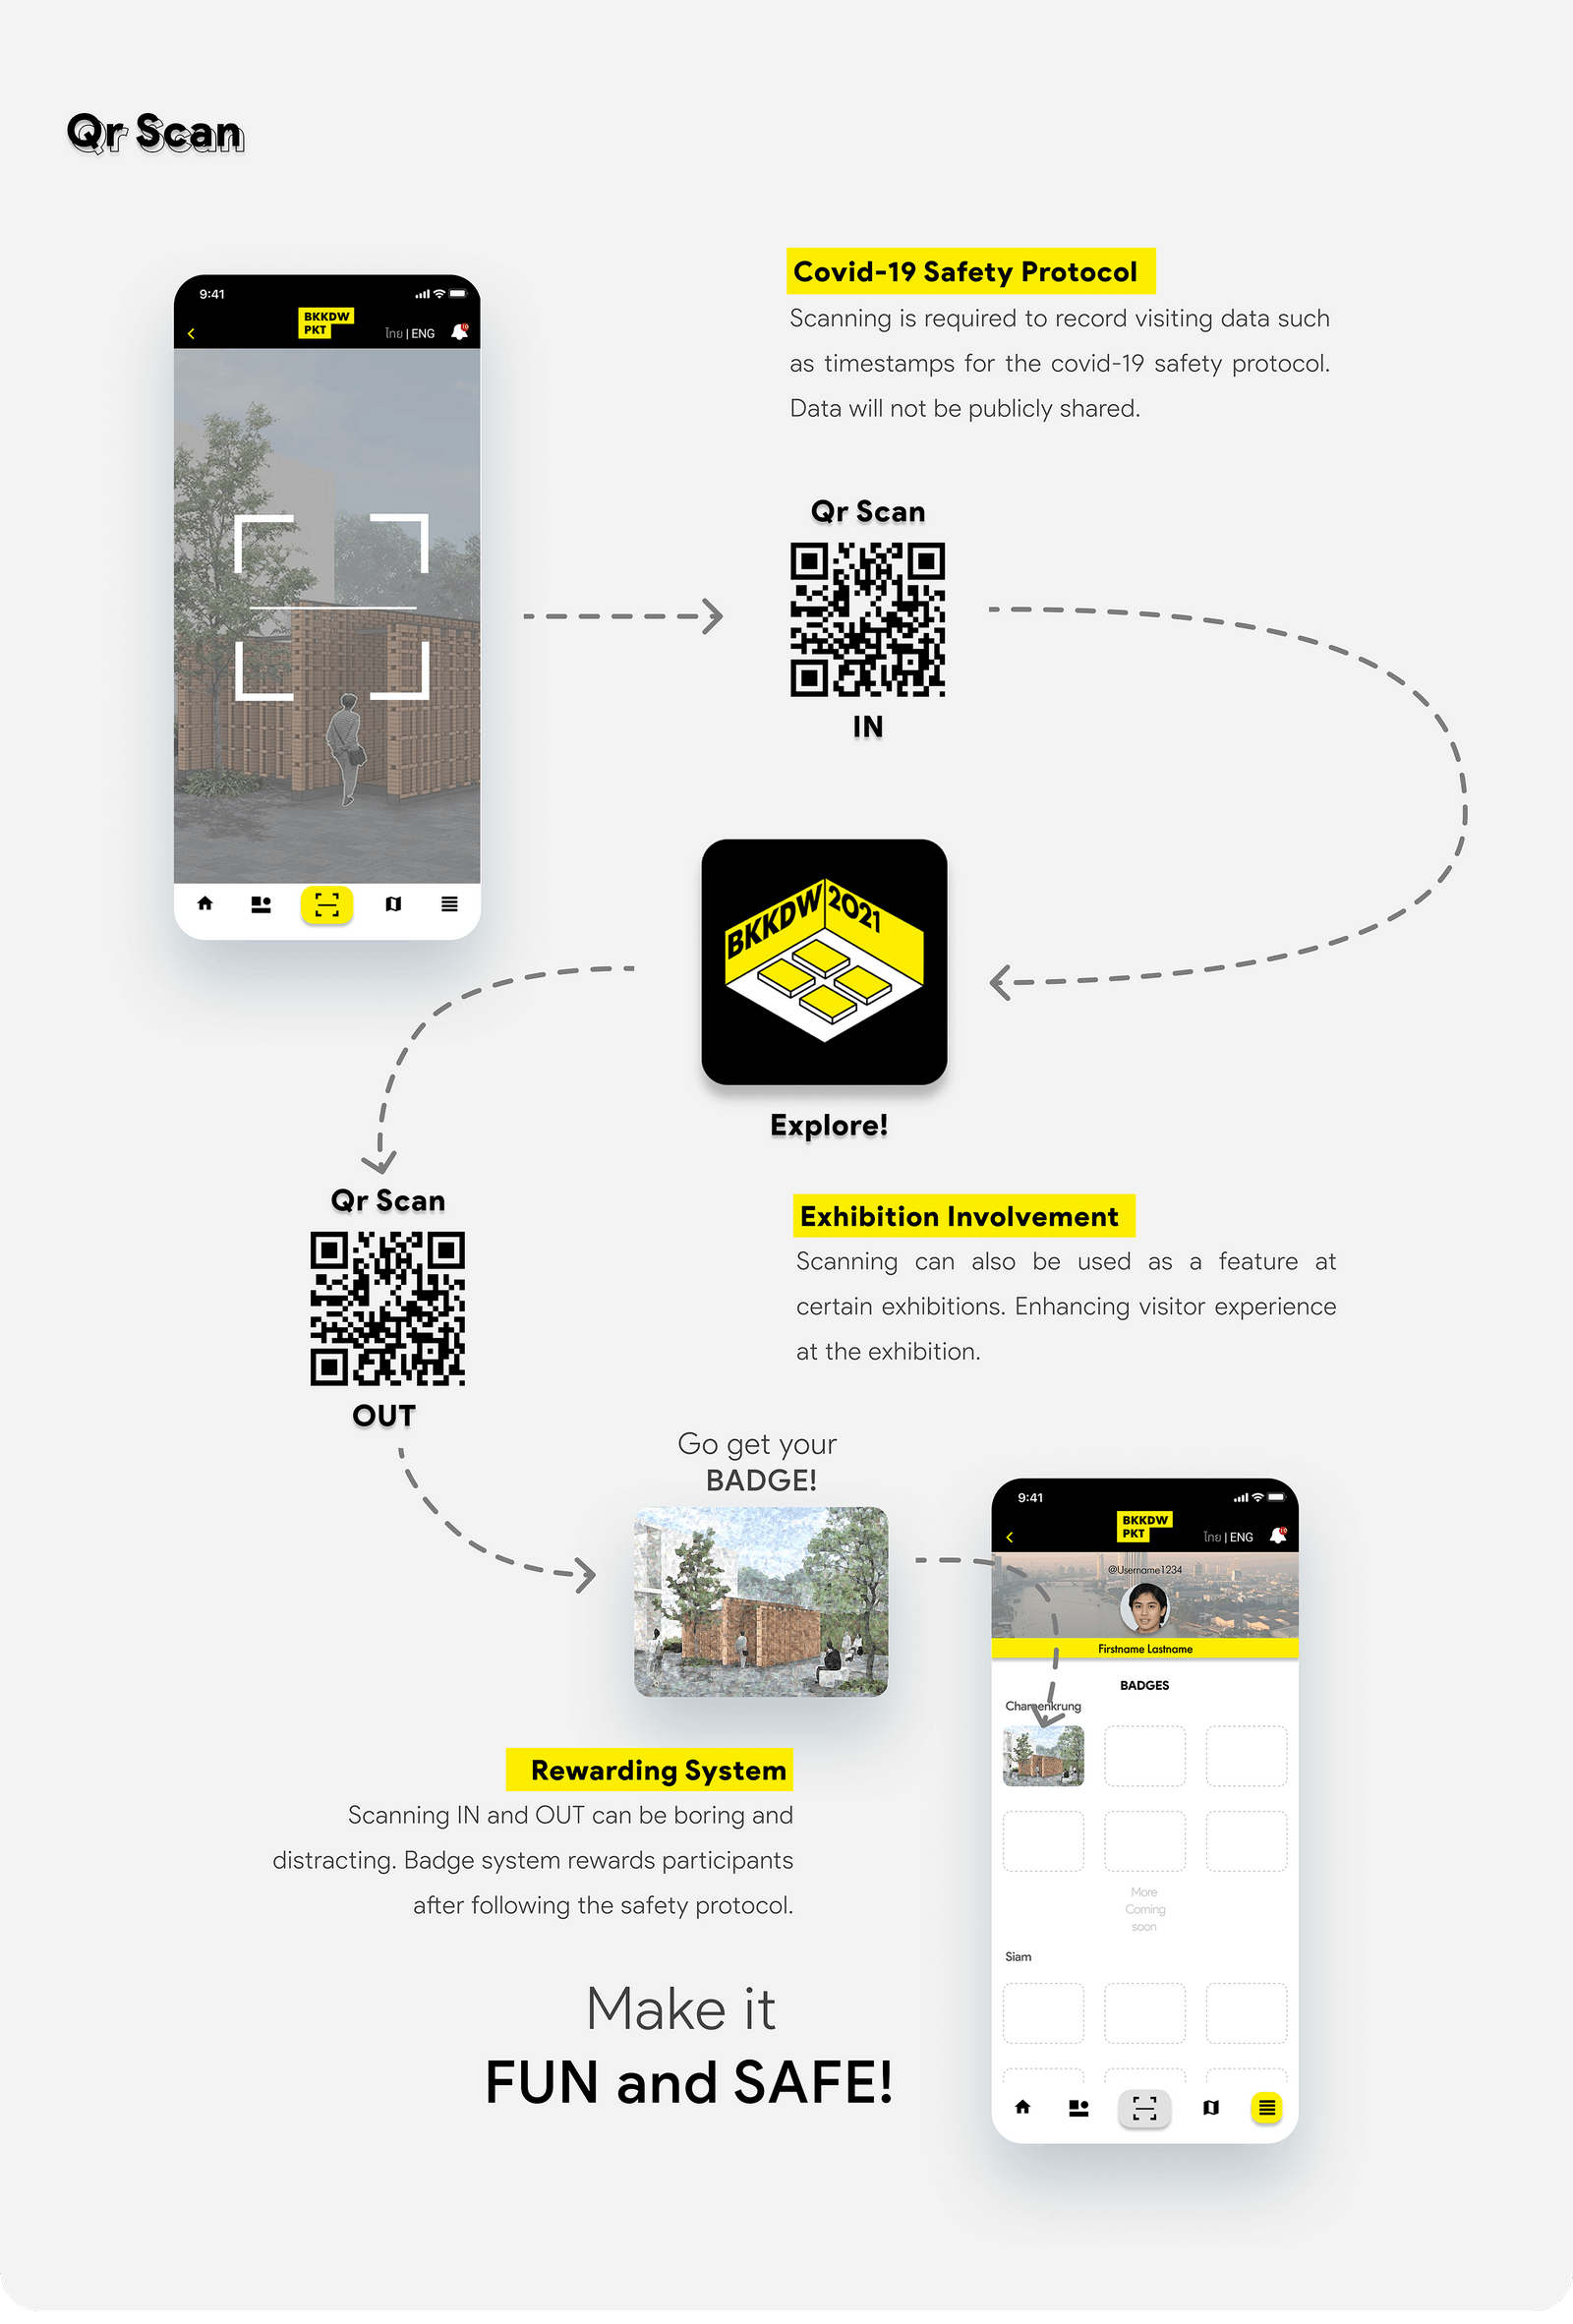 Qr Scan
9:41
BKKDW
PKT
ไทย | ENG
10
Covid-19 Safety Protocol
Scanning is required to record visiting data such
as timestamps for the covid-19 safety protocol.
Data will not be publicly shared.
Qr Scan
IN
BKKDW 2021
Explore!
Qr Scan
OUT
Exhibition Involvement
Scanning can also be used as a feature at
certain exhibitions. Enhancing visitor experience
at the exhibition.
Go get your
BADGE!
Rewarding System
Scanning IN and OUT can be boring and
distracting. Badge system rewards participants
after following the safety protocol.
Make it
FUN and SAFE!
9:41
BKKDW
PKT
ไทย | ENG
10
@Username1234
Firstname Lastname
BADGES
Charoenkrung
More
Coming
soon
Siam